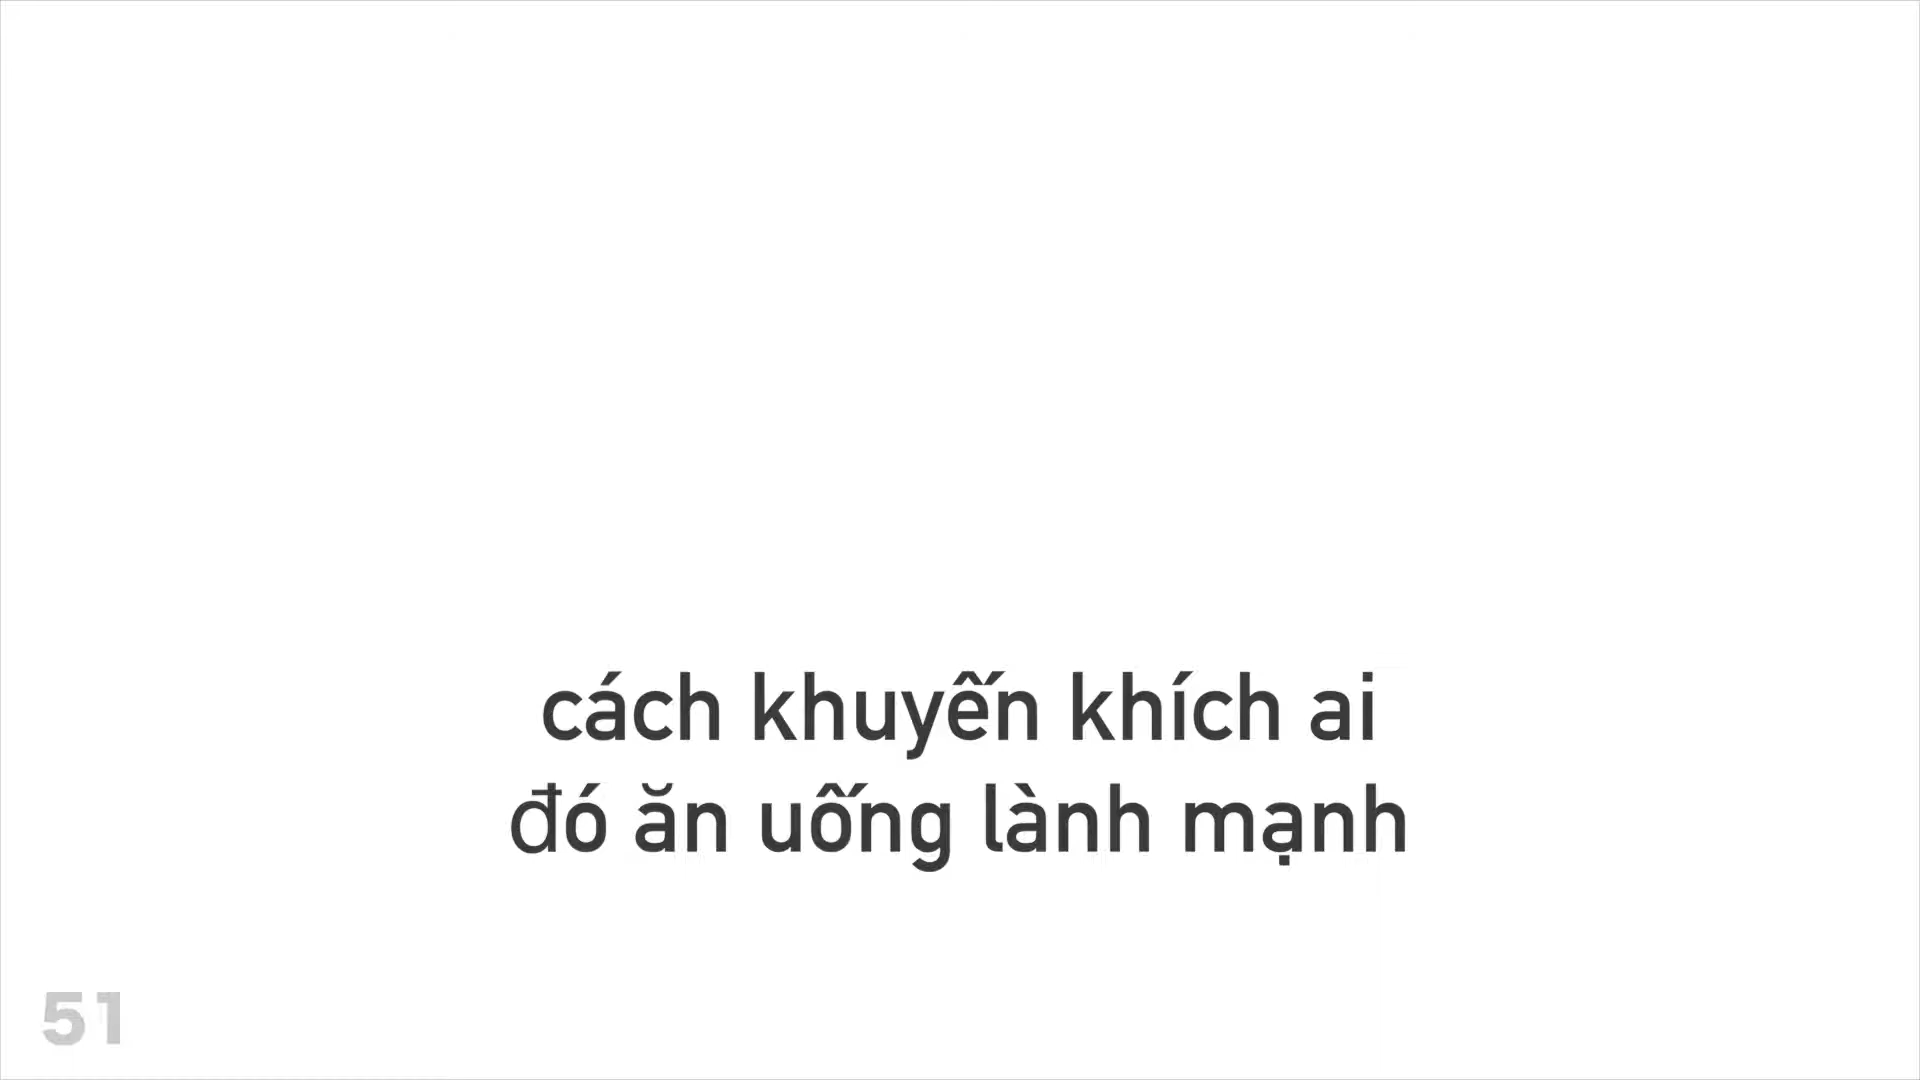 cách khuyến khích ai
đó ăn uống lành mạnh
51